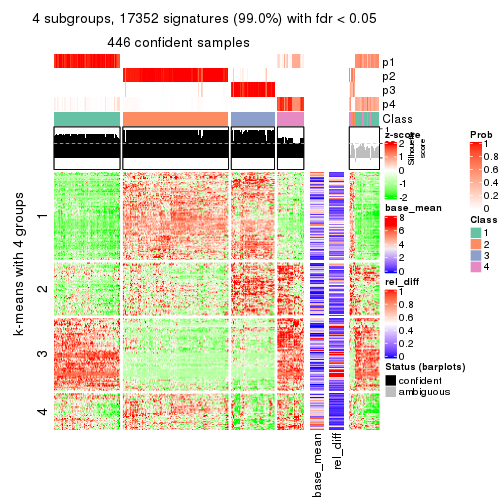 4 subgroups, 17352 signatures (99.0%) with fdr < 0.05
446 confident samples
p1
p2
p3
p4
Class
1
Silhouette
score
k-means with 4 groups
1
2
3
4
base_mean
rel_diff
z-score
2
1
0
-1
-2
base_mean
8
6
4
2
0
rel_diff
1
0.8
0.6
0.4
0.2
0
Status (barplots)
confident
ambiguous
Prob
1
0.8
0.6
0.4
0.2
0
Class
1
2
3
4